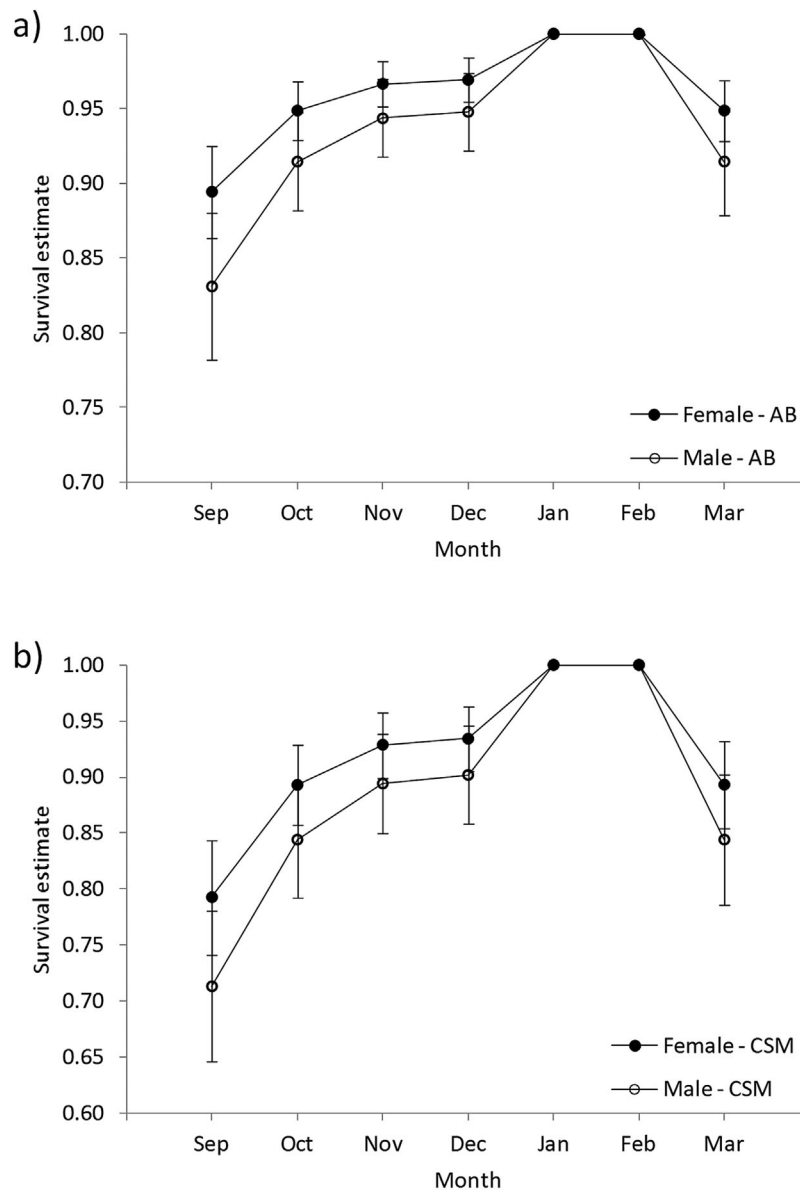 a)
1.00
0.95
0.90
0.85
0.80
0.75
0.70
Survival estimate
Female - AB
Male - AB
Sep Oct Nov Dec Jan Feb Mar
Month
b)
1.00
0.95
0.90
0.85
0.80
0.75
0.70
0.65
0.60
Survival estimate
Female - CSM
Male - CSM
Sep Oct Nov Dec Jan Feb Mar
Month